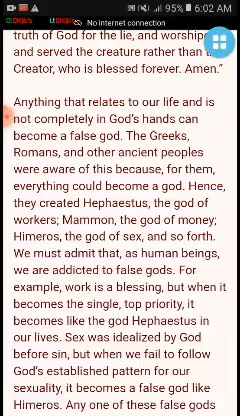 95% 6:02 AM
No internet connection
truth of God for the lie, and worshiped
and served the creature rather than
Creator, who is blessed forever. Amen.”
Anything that relates to our life and is
not completely in God's hands can
become a false god. The Greeks,
Romans, and other ancient peoples
were aware of this because, for them,
everything could become a god. Hence,
they created Hephaestus, the god of
workers; Mammon, the god of money;
Himeros, the god of sex, and so forth.
We must admit that, as human beings,
we are addicted to false gods. For
example, work is a blessing, but when it
becomes the single, top priority, it
becomes like the god Hephaestus in
our lives. Sex was idealized by God
before sin, but when we fail to follow
God's established pattern for our
sexuality, it becomes a false god like
Himeros. Any one of these false gods